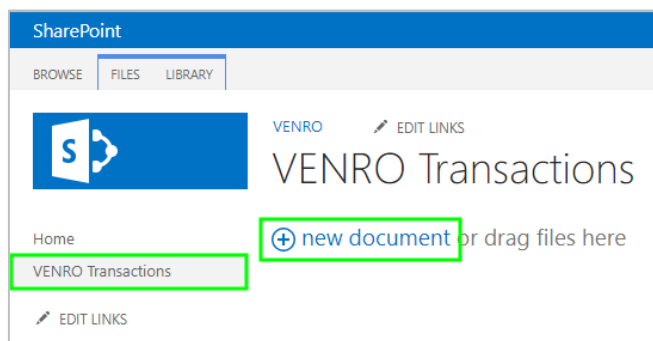 SharePoint
BROWSE FILES LIBRARY
S
VENRO EDIT LINKS
VENRO Transactions
Home
new document or drag files here
VENRO Transactions
EDIT LINKS